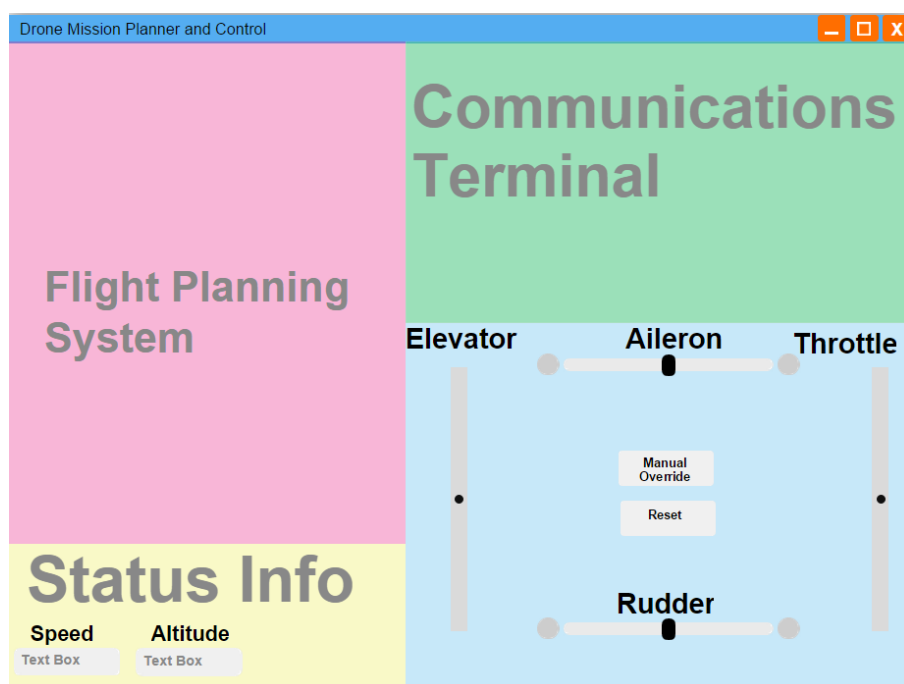 Drone Mission Planner and Control
X
Communications
Terminal
Flight Planning
System
Elevator
Aileron
Throttle
Manual
Override
Reset
Rudder
Status Info
Speed
Altitude
Text Box
Text Box